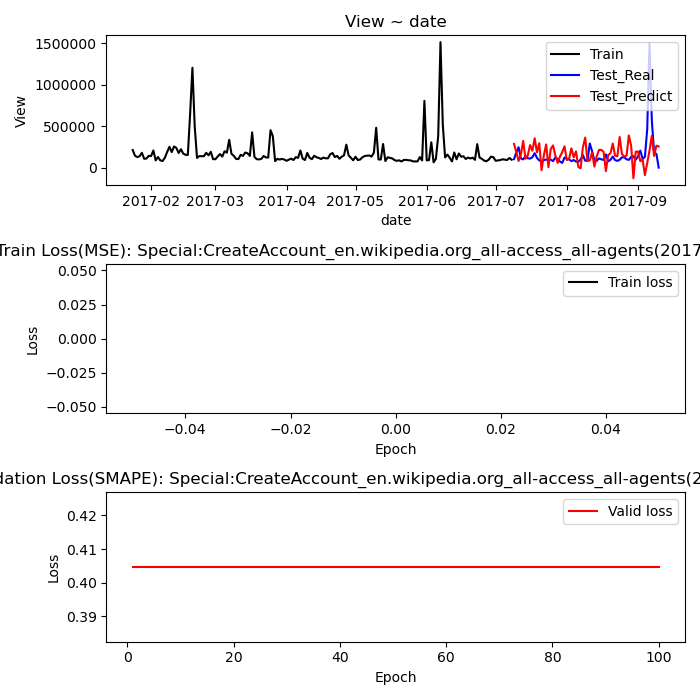 View ~ date
1500000
1000000
500000
0
View
Train
Test_Real
Test_Predict
2017-02 2017-03 2017-04 2017-05 2017-06 2017-07 2017-08 2017-09
date
Train Loss(MSE): Special:CreateAccount_en.wikipedia.org_all-access_all-agents(2017
0.050
0.025
0.000
−0.025
−0.050
Loss
Train loss
−0.04 −0.02 0.00 0.02 0.04
Epoch
dation Loss(SMAPE): Special:CreateAccount_en.wikipedia.org_all-access_all-agents(2
0.42
0.41
0.40
0.39
Loss
Valid loss
0 20 40 60 80 100
Epoch